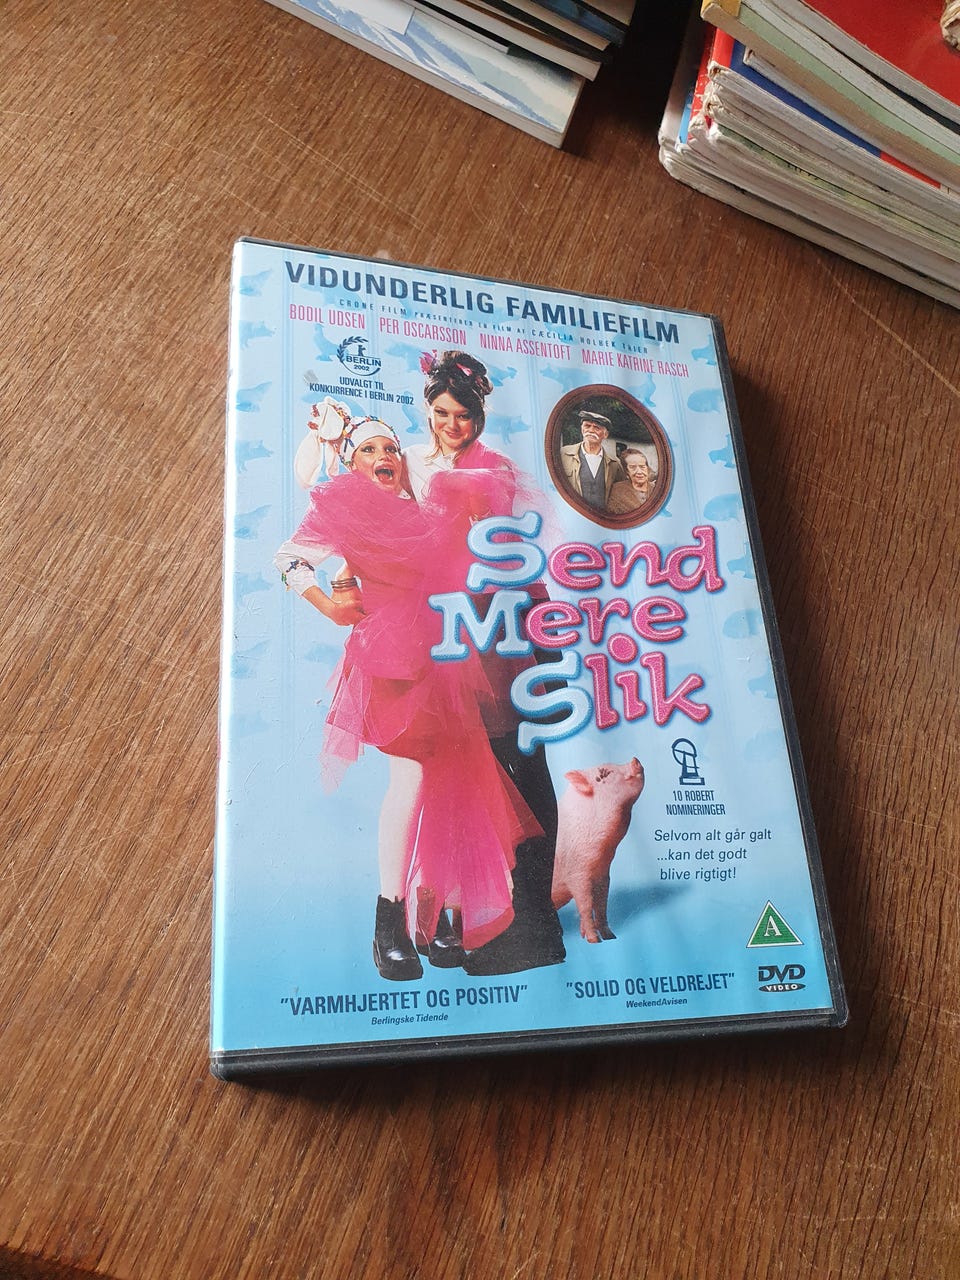 VIDUNDERLIG FAMILIEFILM
CRONE FILM PRÆSENTERER EN FILM AF CÆCILIA HOLBEK TRIER
BODIL UDSEN PER OSCARSSON NINNA ASSENTOFT MARIE KATRINE RASCH
BERLIN
2002
UDVALGT TIL
KONKURRENCE I BERLIN 2002
Send
Mere
Slik
10 ROBERT
NOMINERINGER
Selvom alt går galt
...kan det godt
blive rigtigt!
A
"VARMHJERTET OG POSITIV"
Berlingske Tidende
"SOLID OG VELDREJET"
WeekendAvisen
DVD
VIDEO